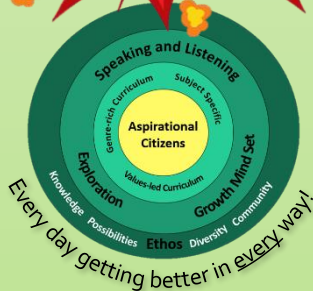 Speaking and Listening
Genre-rich Curriculum
Subject Specific
Aspirational
Citizens
Values-led Curriculum
Exploration
Growth Mind Set
Knowledge Possibilities Ethos Diversity Community
Every day getting better in every way!